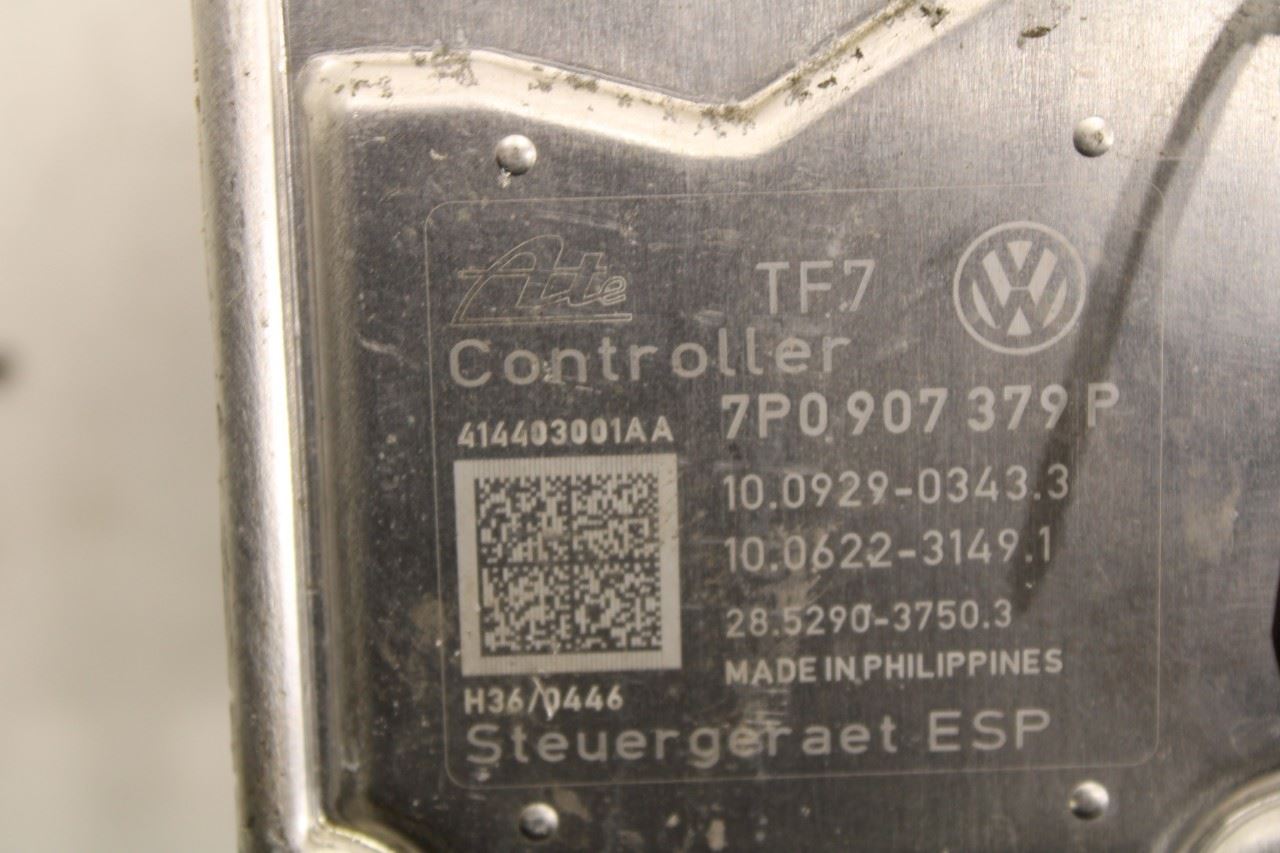 Ate TF7
Controller
7P0 907 379 P
414403001AA
10.0929-0343.3
10.0622-3149.1
28.5290-3750.3
MADE IN PHILIPPINES
H36/0446
Steuergeraet ESP